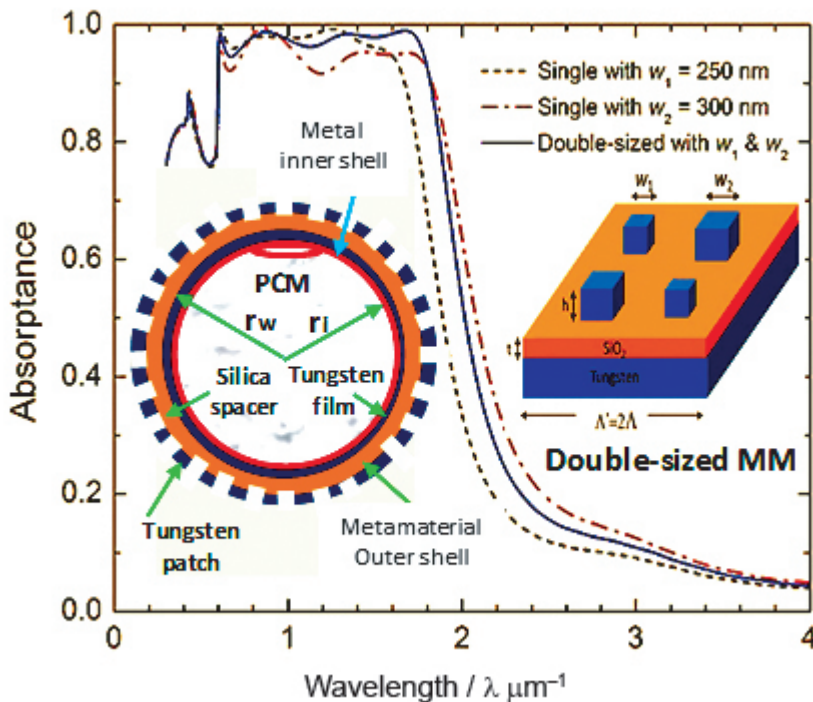 Absorptance
1.0
0.8
0.6
0.4
0.2
0.0
Single with w₁ = 250 nm
Single with w₂ = 300 nm
Double-sized with w₁ & w₂
Metal
inner shell
PCM
rw
ri
Silica
spacer
Tungsten
film
Tungsten
patch
Metamaterial
Outer shell
w₁
w₂
h
t
SiO₂
Tungsten
Λ'=2Λ
Double-sized MM
0
1
2
3
4
Wavelength / λ μm⁻¹